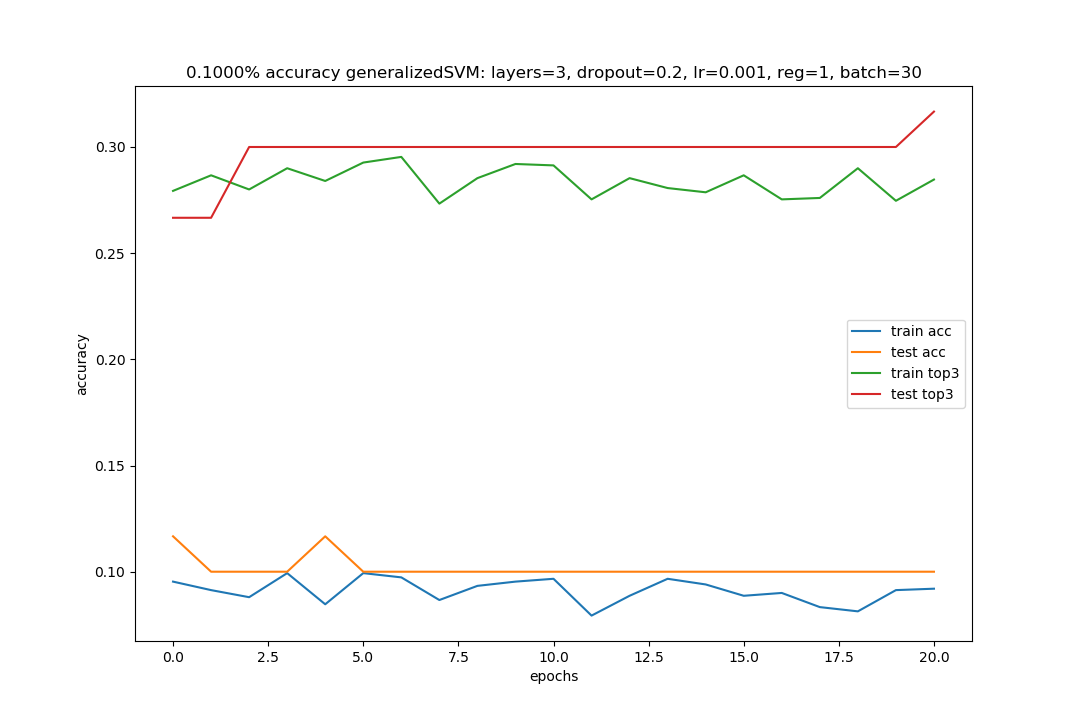 0.1000% accuracy generalizedSVM: layers=3, dropout=0.2, lr=0.001, reg=1, batch=30
accuracy
0.30
0.25
0.20
0.15
0.10
train acc
test acc
train top3
test top3
0.0 2.5 5.0 7.5 10.0 12.5 15.0 17.5 20.0
epochs